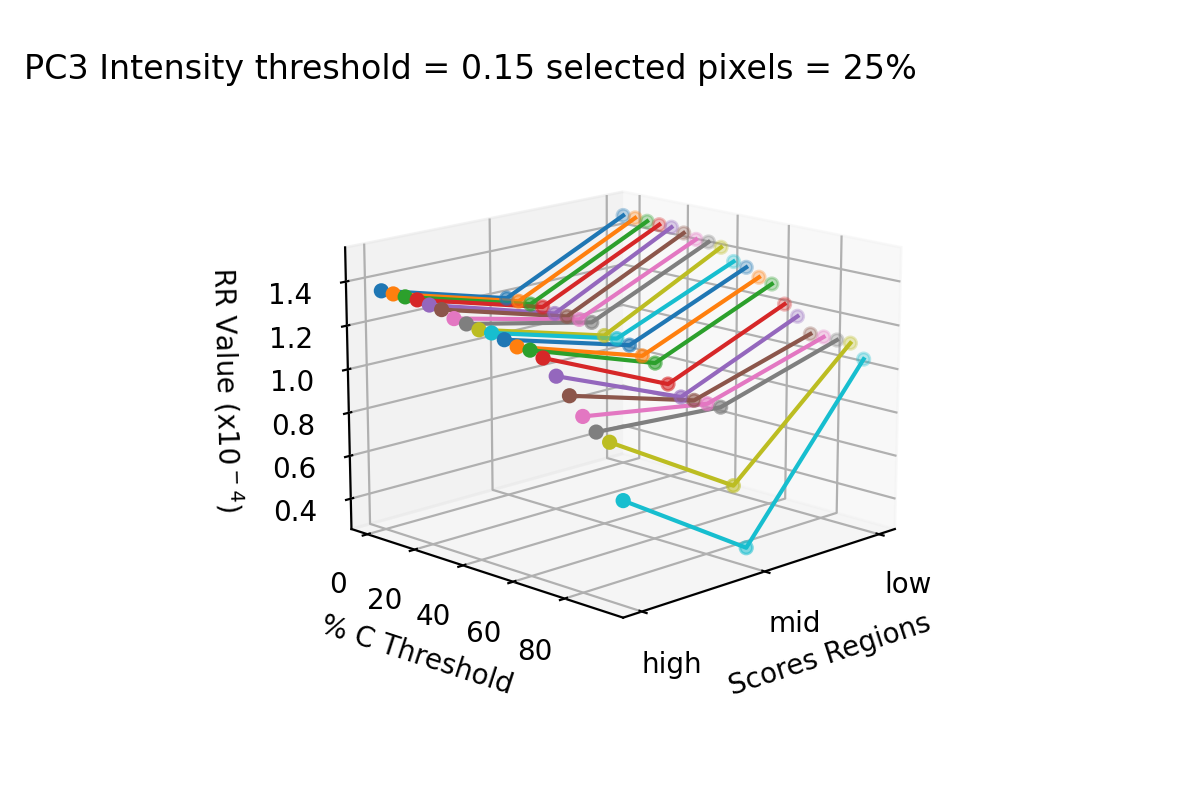 PC3 Intensity threshold = 0.15 selected pixels = 25%
RR Value (x10⁻⁴)
1.4
1.2
1.0
0.8
0.6
0.4
0
20
40
60
80
% C Threshold
high
mid
low
Scores Regions